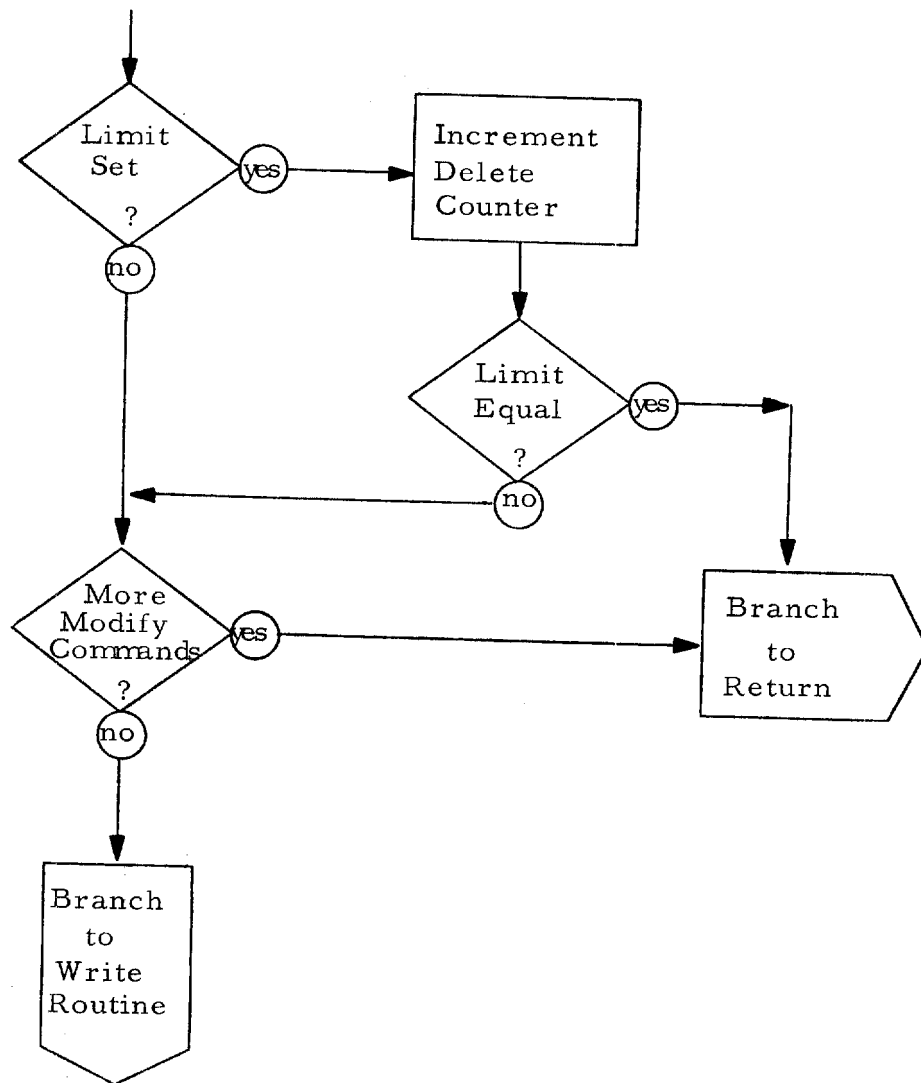 Limit
Set
?
yes
no
Increment
Delete
Counter
Limit
Equal
?
yes
no
More
Modify
Commands
?
yes
no
Branch
to
Return
Branch
to
Write
Routine